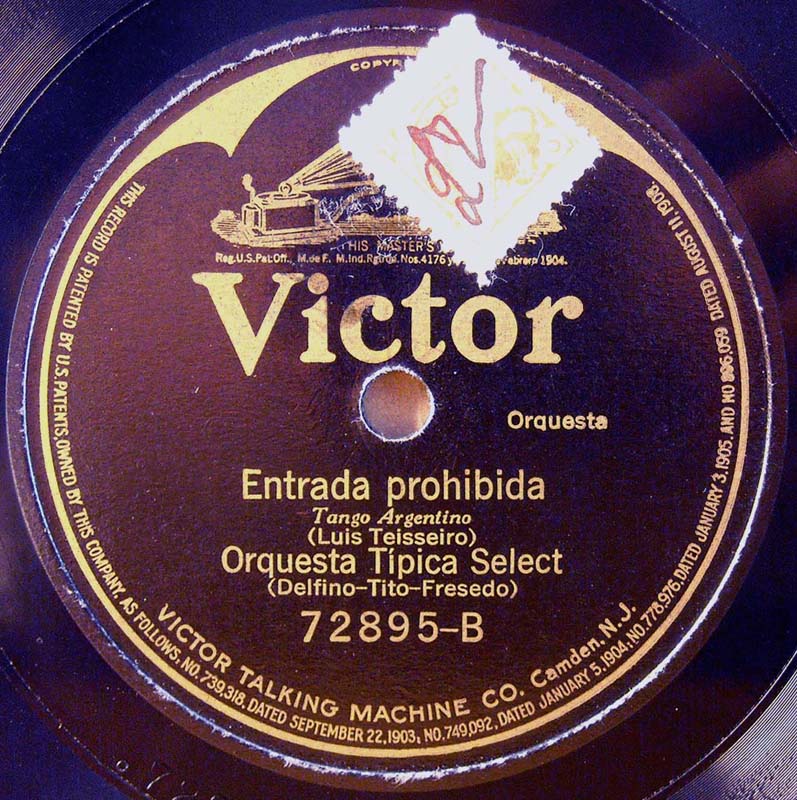 HIS MASTER'S
Reg.U.S.Pat.Off., M.de F. M.Ind.Rgtrda.Nos.4176 y Febrero 1904.
Victor
Orquesta
Entrada prohibida
Tango Argentino
(Luis Teisseiro)
Orquesta Típica Select
(Delfino-Tito-Fresedo)
72895-B
VICTOR TALKING MACHINE CO. Camden, N.J.
THIS RECORD IS PATENTED BY U.S. PATENTS, OWNED BY THIS COMPANY, AS FOLLOWS, NO. 739,318, DATED SEPTEMBER 22,1903; NO.749,092, DATED JANUARY 5,1904; NO.778,976, DATED JANUARY 3,1905. AND NO 896,059 DATED AUGUST 11, 1908.